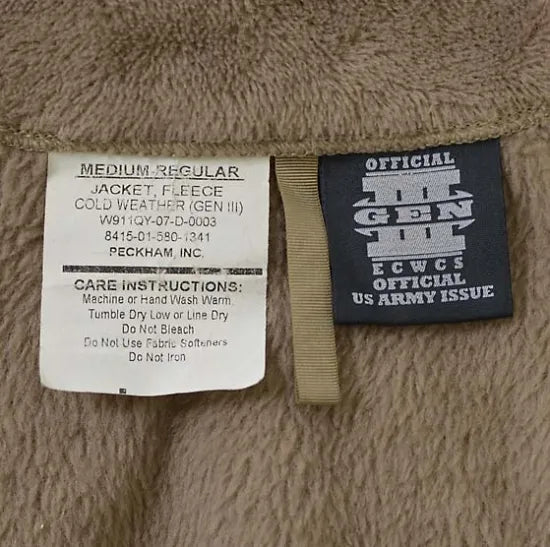 MEDIUM-REGULAR
JACKET, FLEECE
COLD WEATHER (GEN III)
W911QY-07-D-0003
8415-01-580-1341
PECKHAM, INC.
CARE INSTRUCTIONS:
Machine or Hand Wash Warm,
Tumble Dry Low or Line Dry
Do Not Bleach
Do Not Use Fabric Softeners
Do Not Iron
OFFICIAL
III
GEN
III
ECWCS
OFFICIAL
US ARMY ISSUE